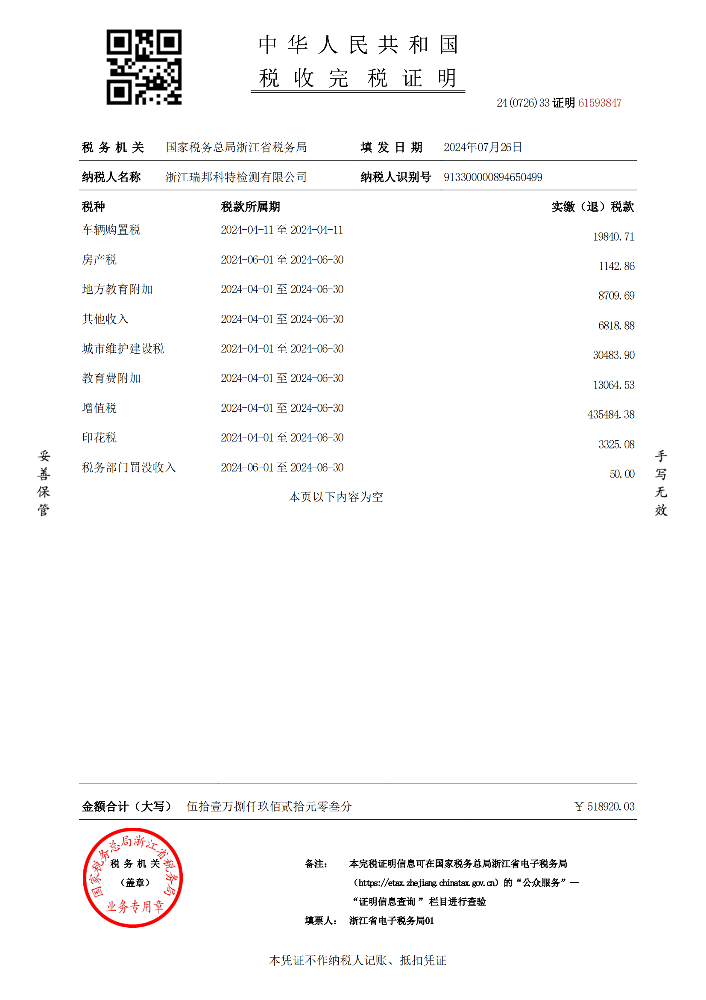 中华人民共和国
税收完税证明
24(0726)33证明61593847
税务机关 国家税务总局浙江省税务局 填发日期 2024年07月26日
纳税人名称 浙江瑞邦科特检测有限公司 纳税人识别号 913300000894650499
税种 税款所属期 实缴（退）税款
车辆购置税 2024-04-11 至 2024-04-11 19840.71
房产税 2024-06-01 至 2024-06-30 1142.86
地方教育附加 2024-04-01 至 2024-06-30 8709.69
其他收入 2024-04-01 至 2024-06-30 6818.88
城市维护建设税 2024-04-01 至 2024-06-30 30483.90
教育费附加 2024-04-01 至 2024-06-30 13064.53
增值税 2024-04-01 至 2024-06-30 435484.38
印花税 2024-04-01 至 2024-06-30 3325.08
税务部门罚没收入 2024-06-01 至 2024-06-30 50.00
本页以下内容为空
妥善保管
手写无效
金额合计（大写） 伍拾壹万捌仟玖佰贰拾元零叁分 ￥518920.03
国家税务总局浙江省税务局
税务机关
（盖章）
业务专用章
备注： 本完税证明信息可在国家税务总局浙江省电子税务局
（https://etax.zhejiang.chinatax.gov.cn）的“公众服务”—
“证明信息查询 ” 栏目进行查验
填票人： 浙江省电子税务局01
本凭证不作纳税人记账、抵扣凭证